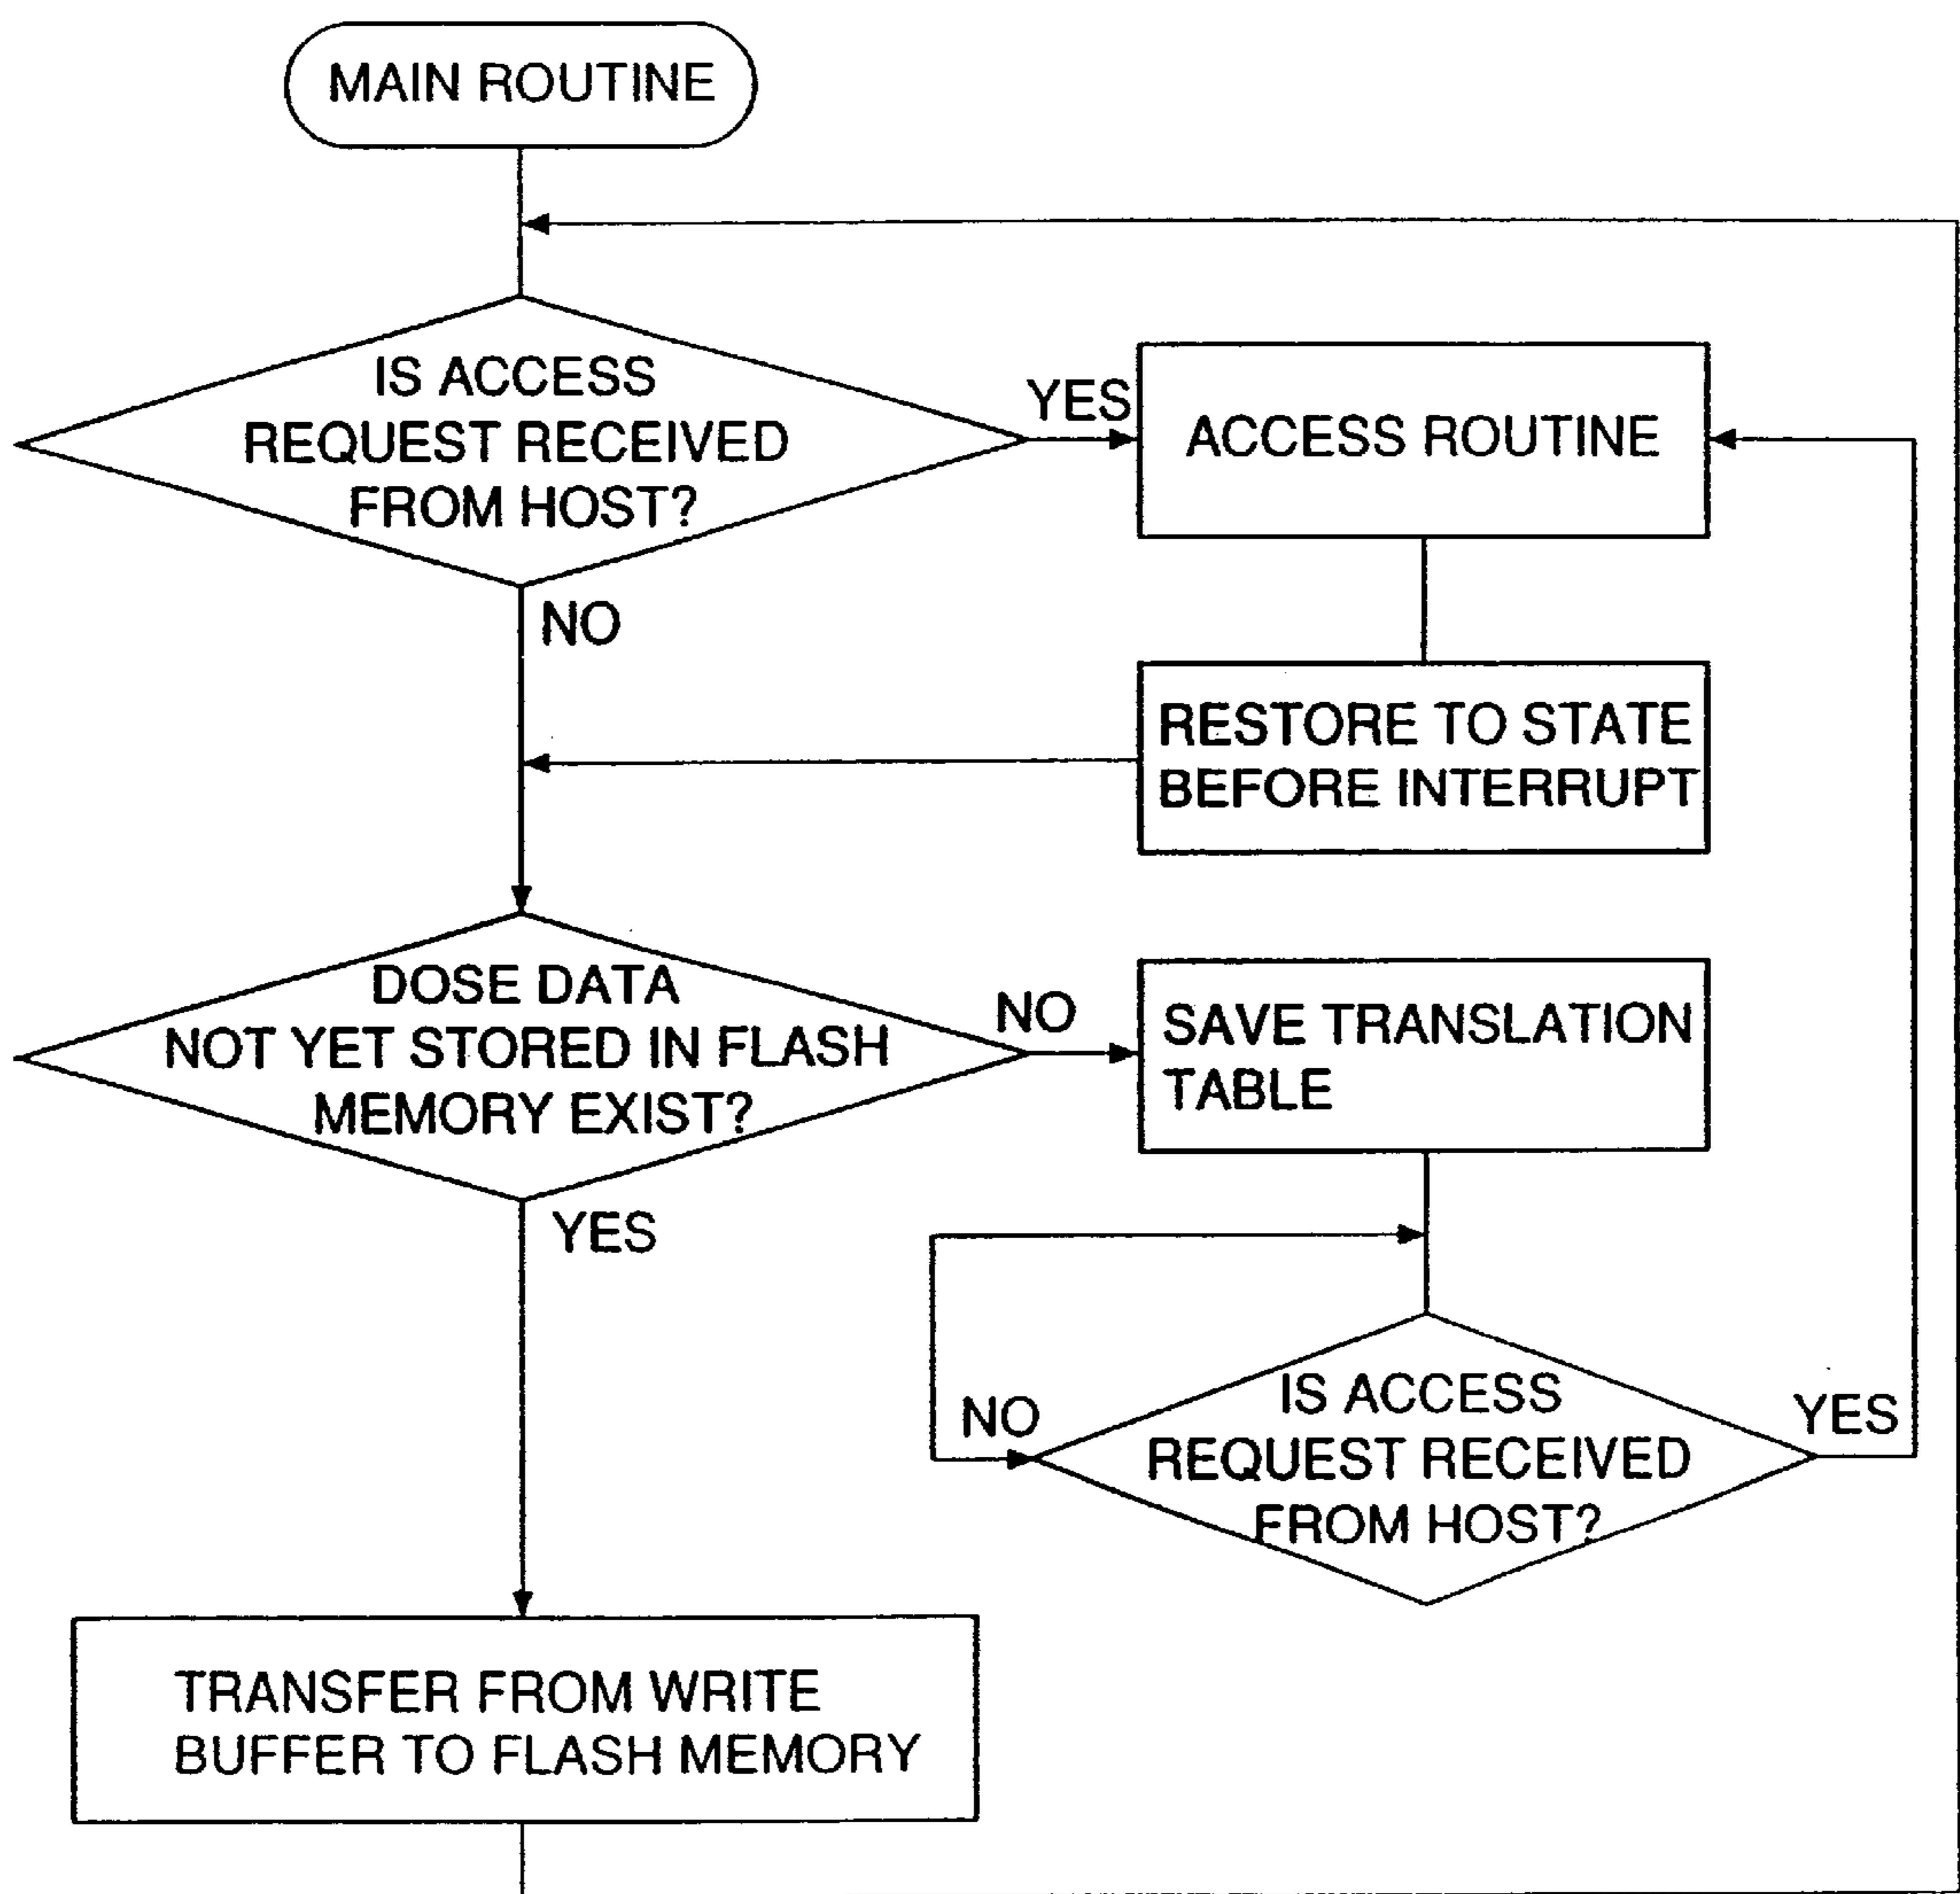 MAIN ROUTINE
IS ACCESS
REQUEST RECEIVED
FROM HOST?
YES
ACCESS ROUTINE
NO
RESTORE TO STATE
BEFORE INTERRUPT
DOSE DATA
NOT YET STORED IN FLASH
MEMORY EXIST?
NO
SAVE TRANSLATION
TABLE
YES
IS ACCESS
REQUEST RECEIVED
FROM HOST?
NO
YES
TRANSFER FROM WRITE
BUFFER TO FLASH MEMORY